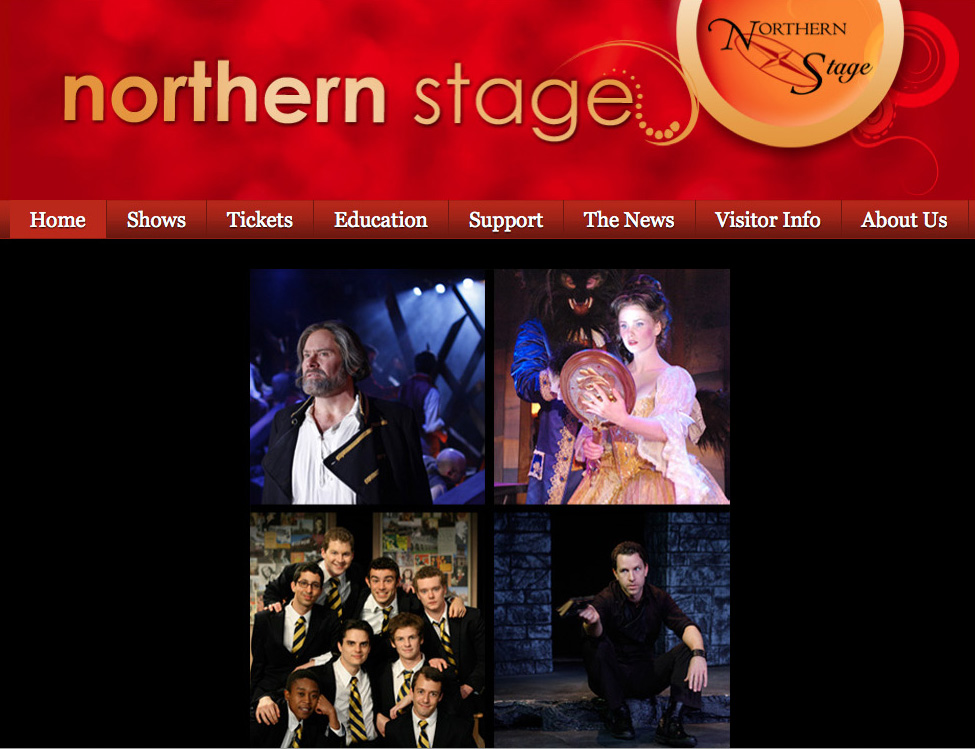 northern stage
Northern
Stage
Home Shows Tickets Education Support The News Visitor Info About Us